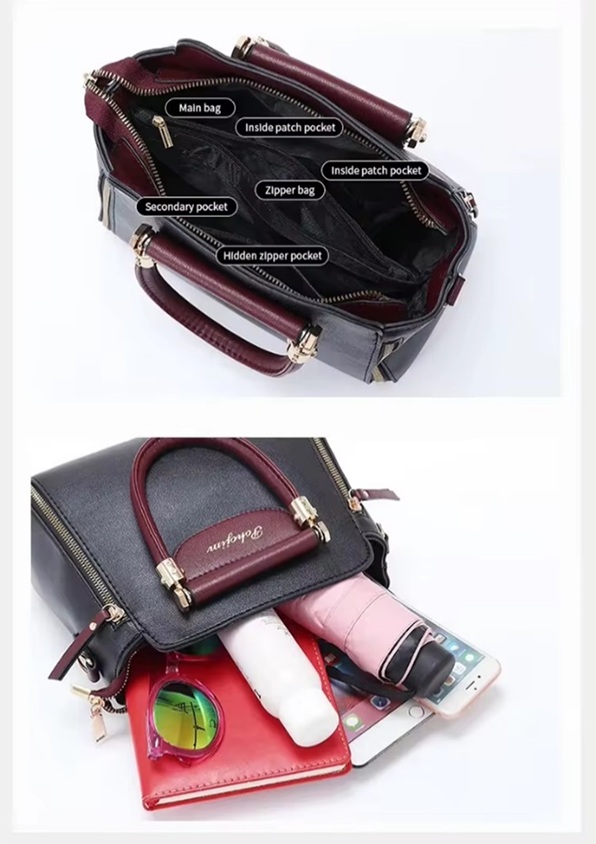 Main bag
Inside patch pocket
Inside patch pocket
Zipper bag
Secondary pocket
Hidden zipper pocket